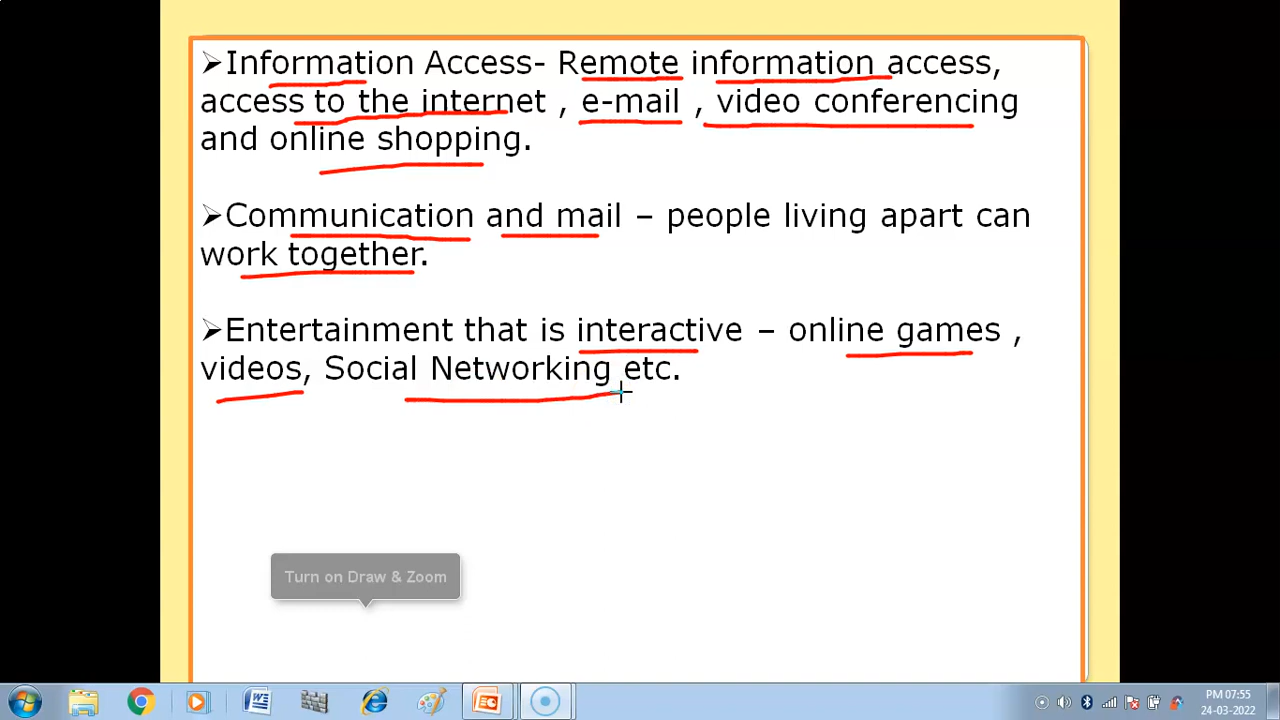 ➢Information Access- Remote information access,
access to the internet , e-mail , video conferencing
and online shopping.
➢Communication and mail – people living apart can
work together.
➢Entertainment that is interactive – online games ,
videos, Social Networking etc.
Turn on Draw & Zoom
PM 07:55
24-03-2022